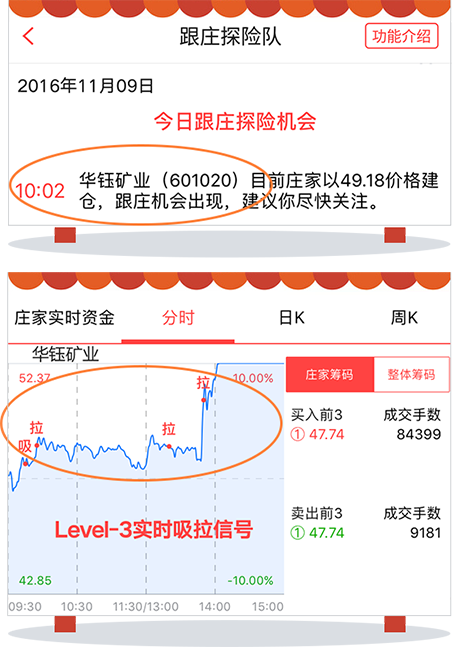 跟庄探险队
功能介绍
2016年11月09日
今日跟庄探险机会
10:02
华钰矿业（601020）目前庄家以49.18价格建
仓，跟庄机会出现，建议你尽快关注。
庄家实时资金
分时
日K
周K
华钰矿业
52.37
10.00%
庄家筹码
整体筹码
拉
拉
拉
吸
买入前3
成交手数
① 47.74
84399
Level-3实时吸拉信号
卖出前3
成交手数
① 47.74
9181
42.85
-10.00%
09:30
10:30
11:30/13:00
14:00
15:00